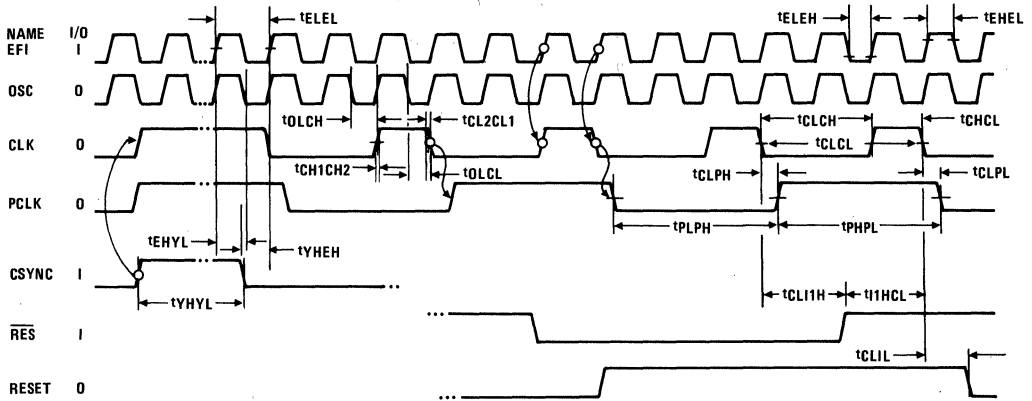 NAME I/O tELEL tELEH tEHEL
EFI I
OSC O
tOLCH tCL2CL1 tCLCH tCHCL
CLK O tCLCL
tCH1CH2 tOLCL tCLPH tCLPL
PCLK O
tEHYL tYHEH tPLPH tPHPL
CSYNC I
tYHYL tCLI1H tI1HCL
RES I
tCLIL
RESET O